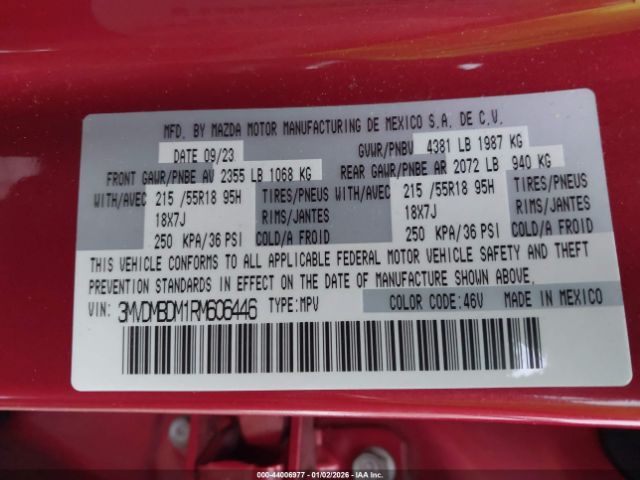 MFD. BY MAZDA MOTOR MANUFACTURING DE MEXICO S.A. DE C.V.
DATE 09/23 GVWR/PNBV 4381 LB 1987 KG
FRONT GAWR/PNBE AV 2355 LB 1068 KG REAR GAWR/PNBE AR 2072 LB 940 KG
WITH/AVEC 215 /55R18 95H TIRES/PNEUS WITH/AVEC 215 /55R18 95H TIRES/PNEUS
18X7J RIMS/JANTES 18X7J RIMS/JANTES
250 KPA/36 PSI COLD/A FROID 250 KPA/36 PSI COLD/A FROID
THIS VEHICLE CONFORMS TO ALL APPLICABLE FEDERAL MOTOR VEHICLE SAFETY AND THEFT
PREVENTION STANDARDS IN EFFECT ON THE DATE OF MANUFACTURE SHOWN ABOVE.
VIN: 3MVDMBDM1RM606446 TYPE:MPV COLOR CODE:46V MADE IN MEXICO
000-44006977 - 01/02/2026 - IAA Inc.